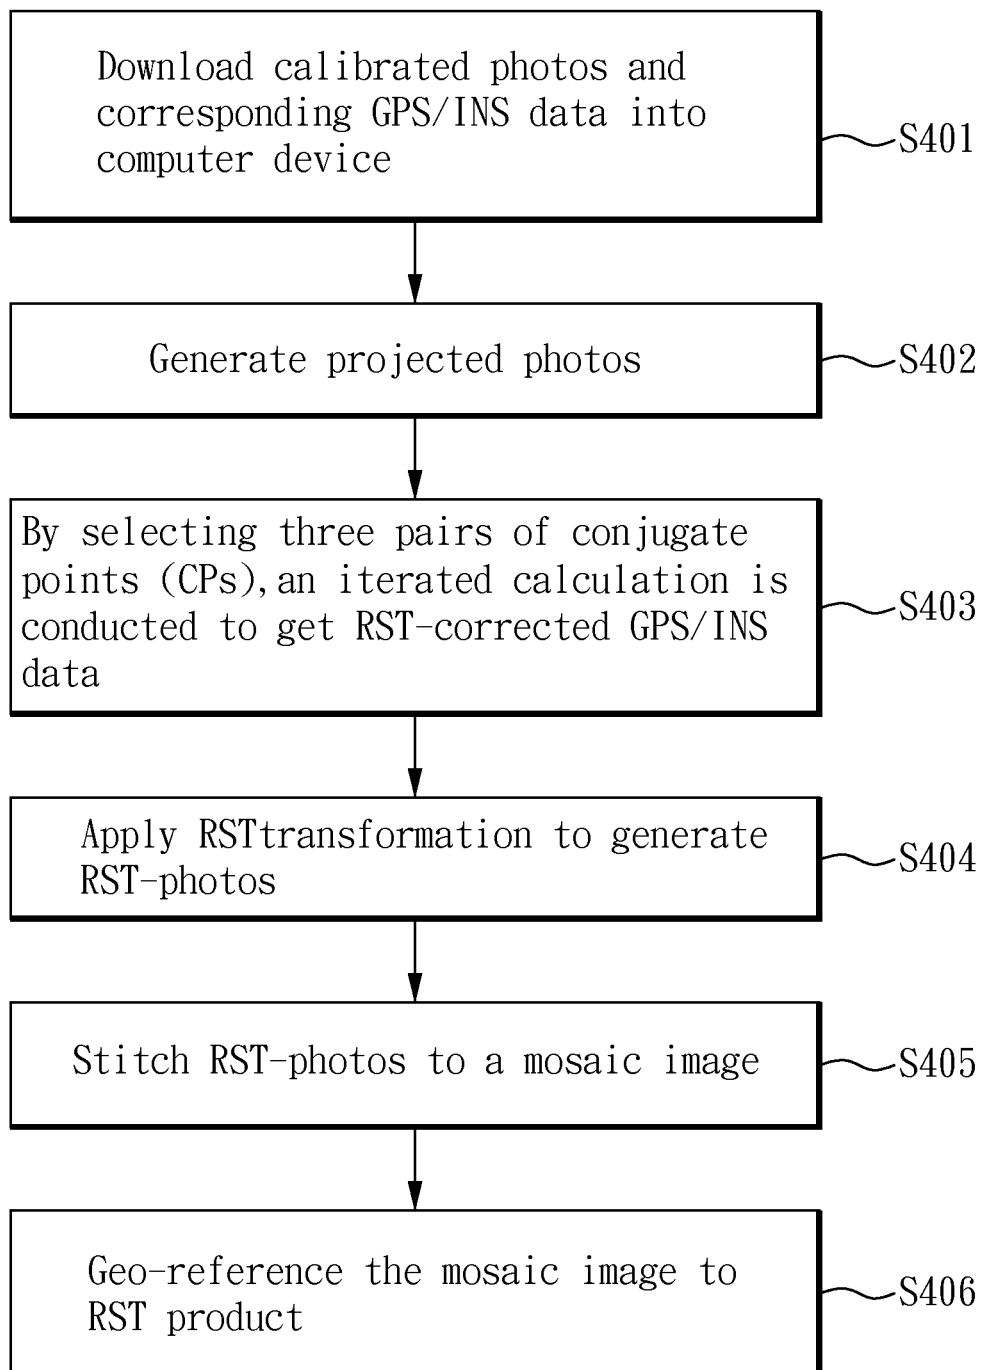 Download calibrated photos and
corresponding GPS/INS data into
computer device
S401
Generate projected photos
S402
By selecting three pairs of conjugate
points (CPs),an iterated calculation is
conducted to get RST-corrected GPS/INS
data
S403
Apply RSTtransformation to generate
RST-photos
S404
Stitch RST-photos to a mosaic image
S405
Geo-reference the mosaic image to
RST product
S406